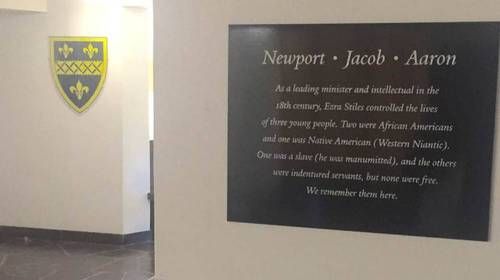 Newport • Jacob • Aaron
As a leading minister and intellectual in the
18th century, Ezra Stiles controlled the lives
of three young people. Two were African Americans
and one was Native American (Western Niantic).
One was a slave (he was manumitted), and the others
were indentured servants, but none were free.
We remember them here.